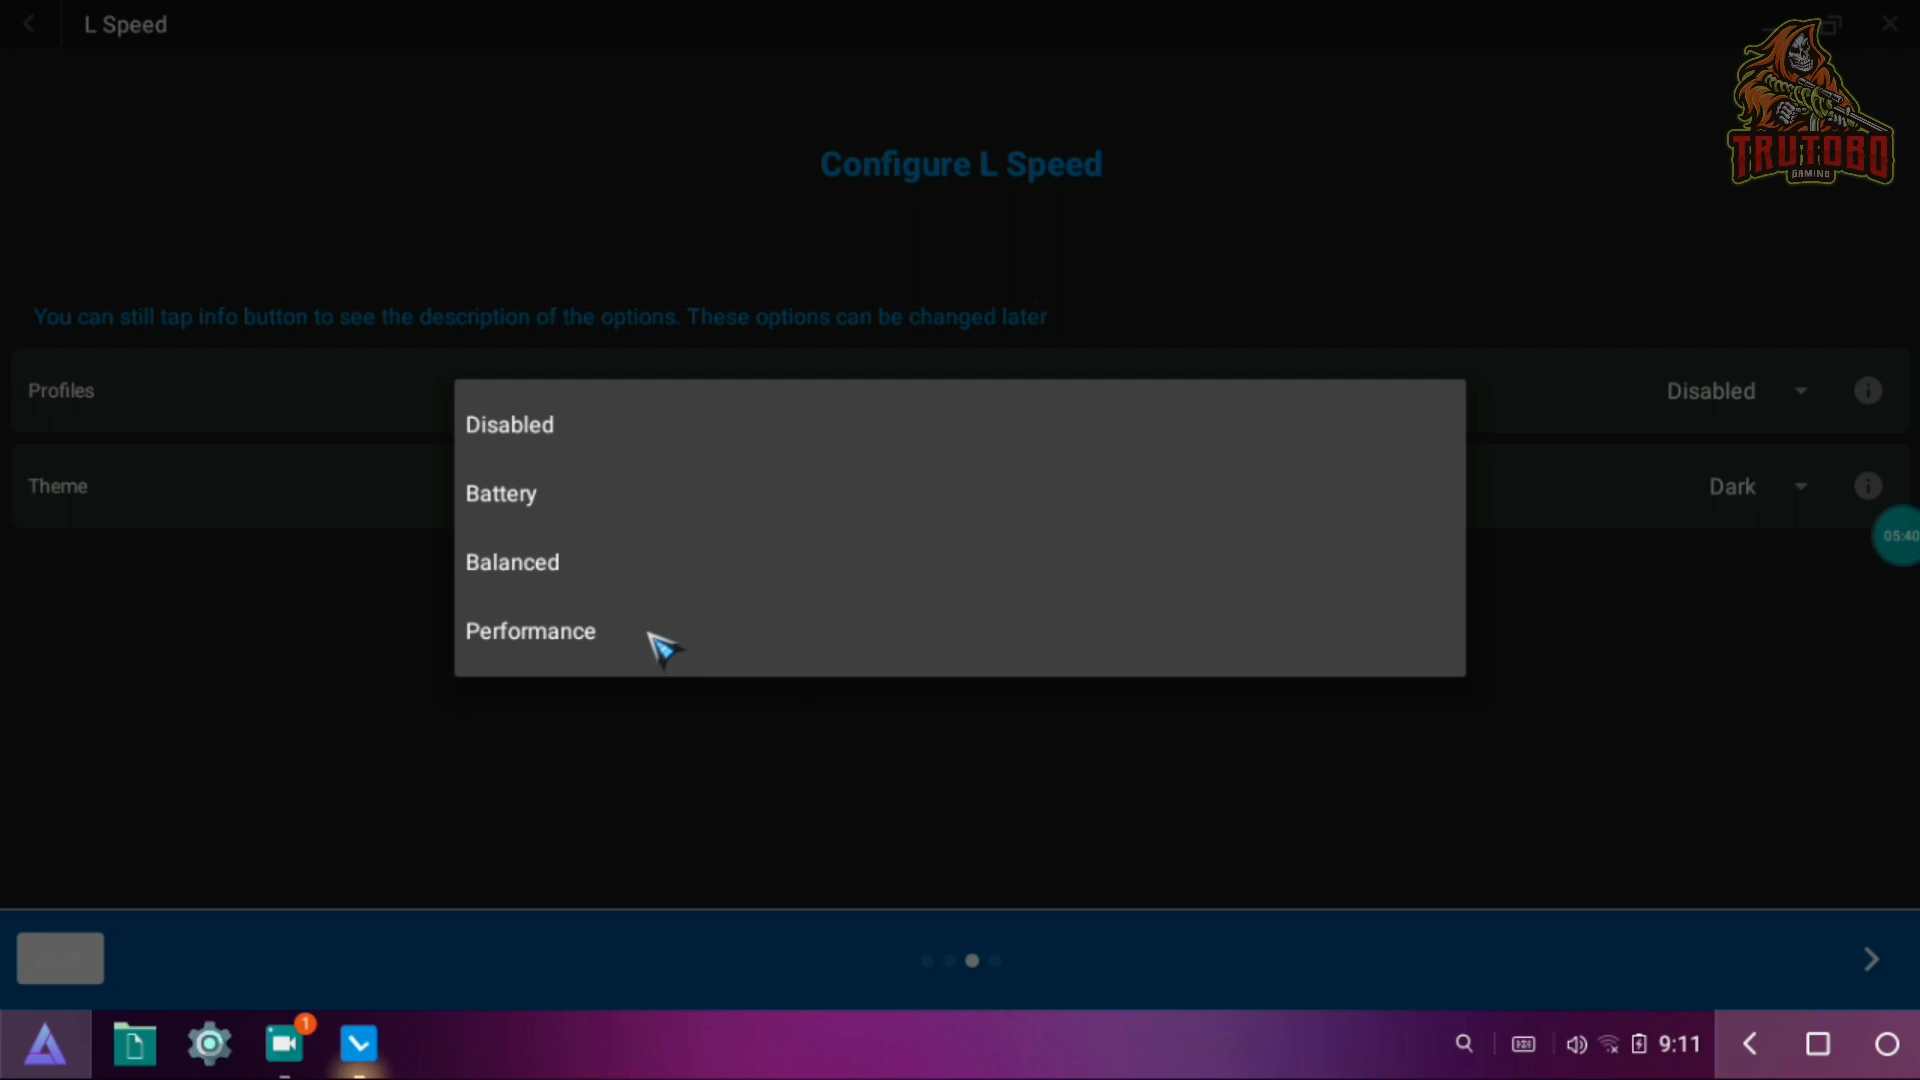 L Speed
TRUTOBO
GAMING
Configure L Speed
You can still tap info button to see the description of the options. These options can be changed later
Profiles
Disabled
Theme
Dark
Disabled
Battery
Balanced
Performance
05:40
1
9:11